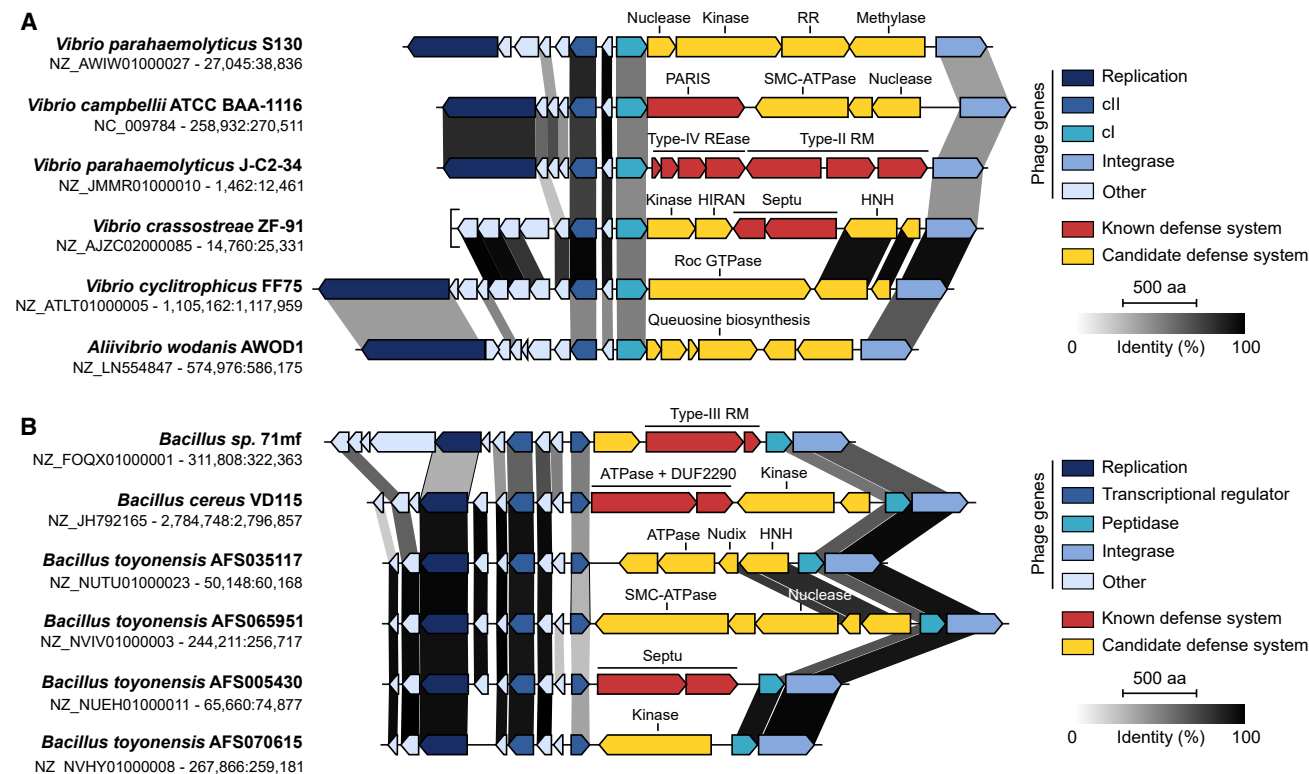 A
Nuclease Kinase RR Methylase
Vibrio parahaemolyticus S130
NZ_AWIW01000027 - 27,045:38,836
PARIS SMC-ATPase Nuclease
Vibrio campbellii ATCC BAA-1116
NC_009784 - 258,932:270,511
Type-IV REase Type-II RM
Vibrio parahaemolyticus J-C2-34
NZ_JMMR01000010 - 1,462:12,461
Kinase HIRAN Septu HNH
Vibrio crassostreae ZF-91
NZ_AJZC02000085 - 14,760:25,331
Roc GTPase
Vibrio cyclitrophicus FF75
NZ_ATLT01000005 - 1,105,162:1,117,959
Queuosine biosynthesis
Aliivibrio wodanis AWOD1
NZ_LN554847 - 574,976:586,175
Phage genes
Replication
cII
cI
Integrase
Other
Known defense system
Candidate defense system
500 aa
0 Identity (%) 100
B
Type-III RM
Bacillus sp. 71mf
NZ_FOQX01000001 - 311,808:322,363
ATPase + DUF2290 Kinase
Bacillus cereus VD115
NZ_JH792165 - 2,784,748:2,796,857
ATPase Nudix HNH
Bacillus toyonensis AFS035117
NZ_NUTU01000023 - 50,148:60,168
SMC-ATPase Nuclease
Bacillus toyonensis AFS065951
NZ_NVIV01000003 - 244,211:256,717
Septu
Bacillus toyonensis AFS005430
NZ_NUEH01000011 - 65,660:74,877
Kinase
Bacillus toyonensis AFS070615
NZ_NVHY01000008 - 267,866:259,181
Phage genes
Replication
Transcriptional regulator
Peptidase
Integrase
Other
Known defense system
Candidate defense system
500 aa
0 Identity (%) 100